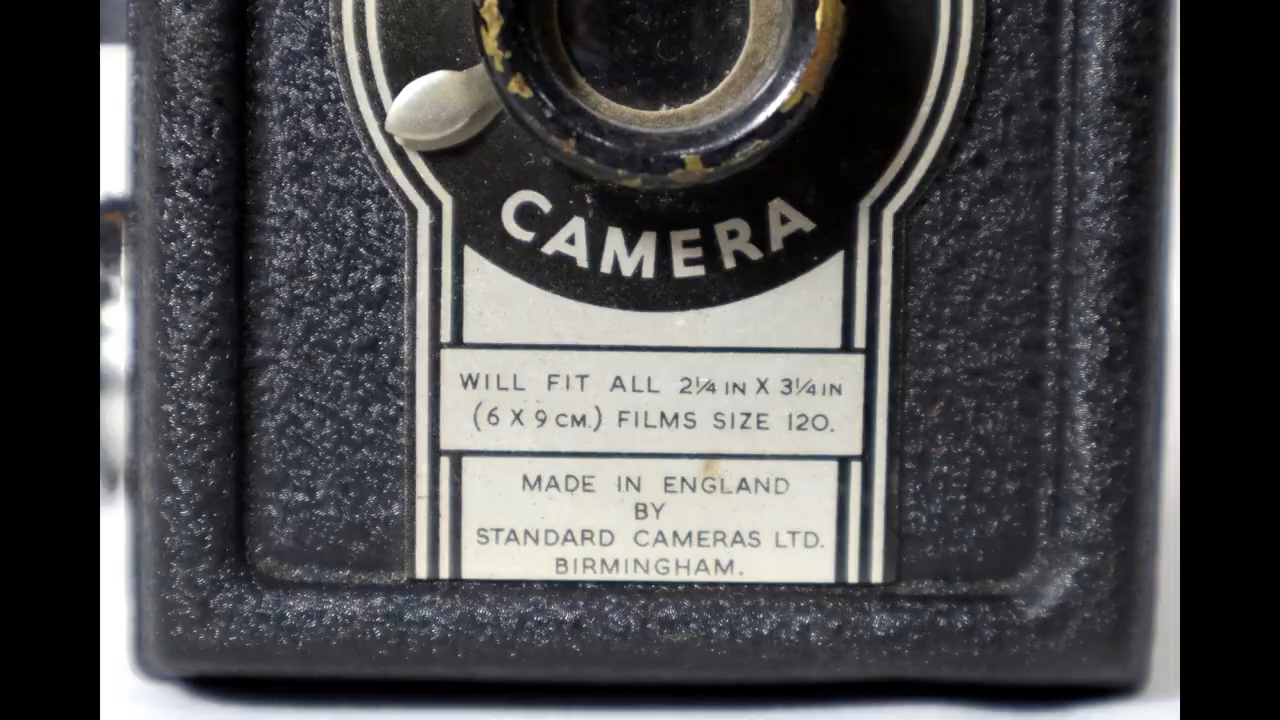 CAMERA
WILL FIT ALL 2¼ IN X 3¼ IN
(6 X 9 CM.) FILMS SIZE 120.
MADE IN ENGLAND
BY
STANDARD CAMERAS LTD.
BIRMINGHAM.